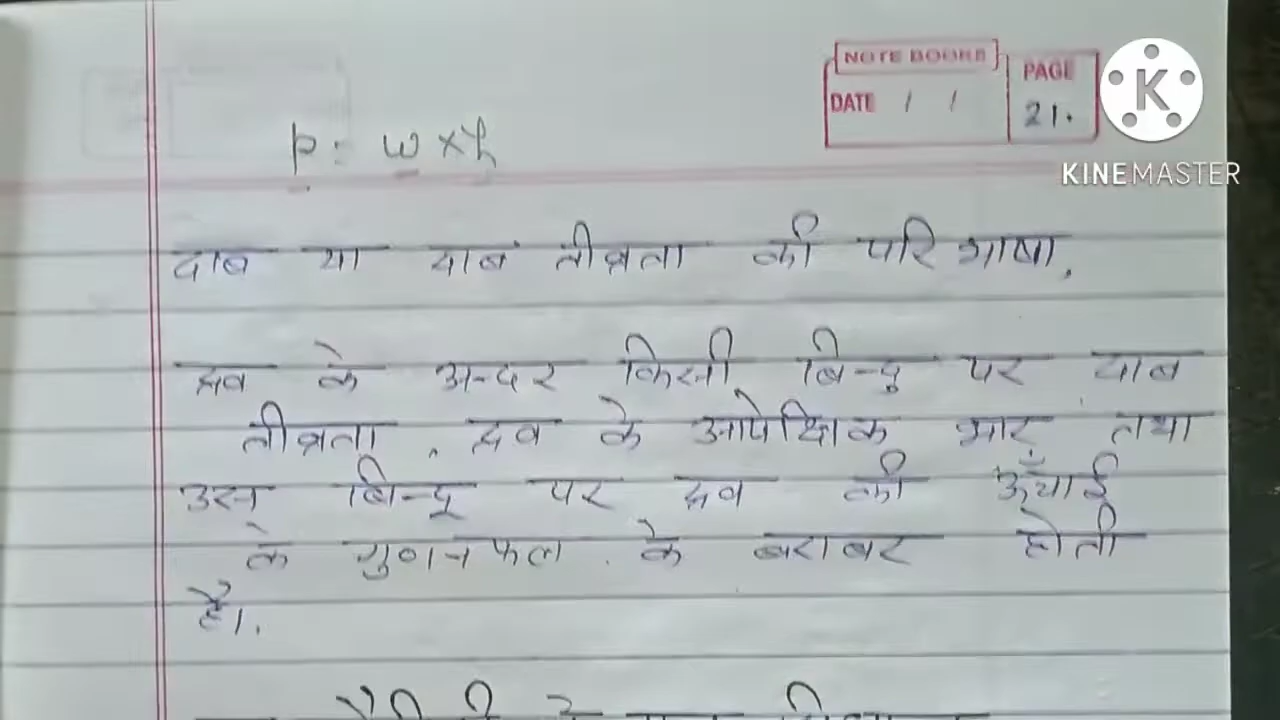 NOTE BOOKS
DATE / /
PAGE
21.
KINEMASTER
p = w × h
दाब या दाब तीव्रता की परिभाषा.
द्रव के अन्दर किसी बिन्दु पर दाब
तीव्रता, द्रव के आपेक्षिक भार तथा
उस बिन्दू पर द्रव की ऊँचाई
के गुणनफल के बराबर होती
है।.